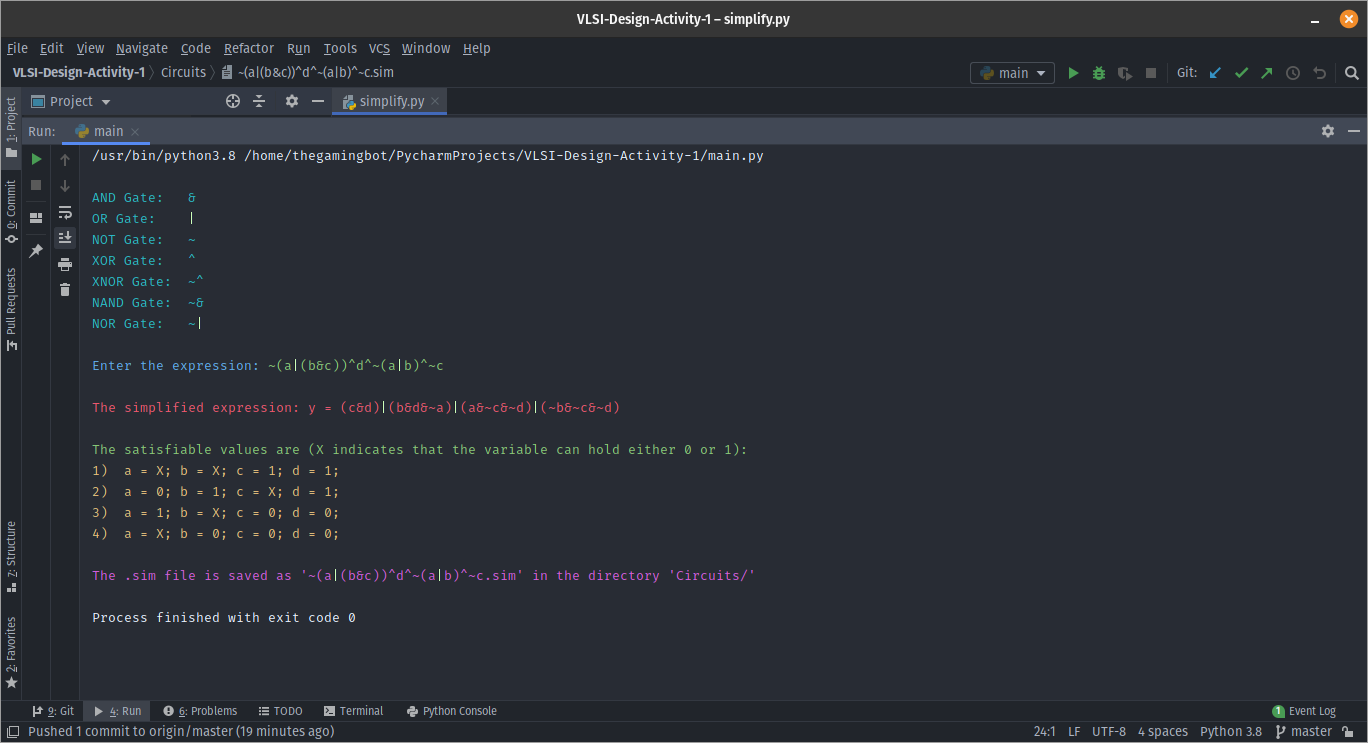 VLSI-Design-Activity-1 – simplify.py
File Edit View Navigate Code Refactor Run Tools VCS Window Help
VLSI-Design-Activity-1 Circuits ~(a|(b&c))^d^~(a|b)^~c.sim main Git:
Project simplify.py
1: Project
0: Commit
Pull Requests
7: Structure
2: Favorites
Run: main
/usr/bin/python3.8 /home/thegamingbot/PycharmProjects/VLSI-Design-Activity-1/main.py
AND Gate: &
OR Gate: |
NOT Gate: ~
XOR Gate: ^
XNOR Gate: ~^
NAND Gate: ~&
NOR Gate: ~|
Enter the expression: ~(a|(b&c))^d^~(a|b)^~c
The simplified expression: y = (c&d)|(b&d&~a)|(a&~c&~d)|(~b&~c&~d)
The satisfiable values are (X indicates that the variable can hold either 0 or 1):
1) a = X; b = X; c = 1; d = 1;
2) a = 0; b = 1; c = X; d = 1;
3) a = 1; b = X; c = 0; d = 0;
4) a = X; b = 0; c = 0; d = 0;
The .sim file is saved as '~(a|(b&c))^d^~(a|b)^~c.sim' in the directory 'Circuits/'
Process finished with exit code 0
9: Git 4: Run 6: Problems TODO Terminal Python Console 1 Event Log
Pushed 1 commit to origin/master (19 minutes ago) 24:1 LF UTF-8 4 spaces Python 3.8 master